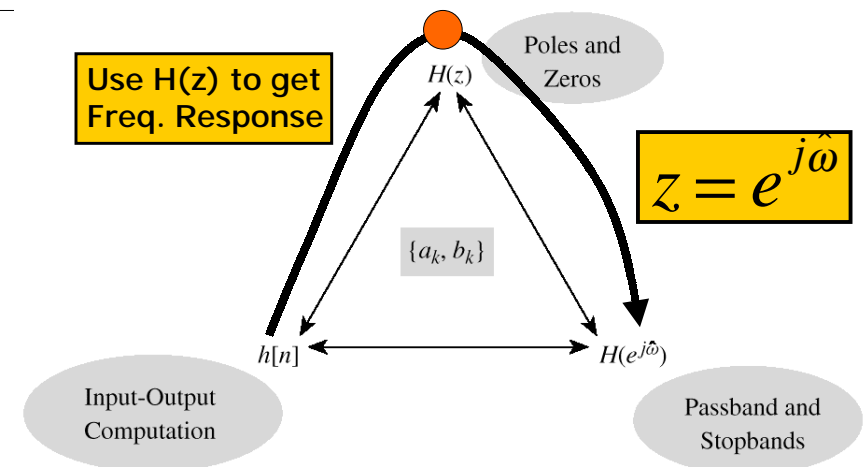 Poles and
Zeros
Use H(z) to get
Freq. Response
H(z)
z = e^{jω̂}
{a_k, b_k}
h[n]
H(e^{jω̂})
Input-Output
Computation
Passband and
Stopbands